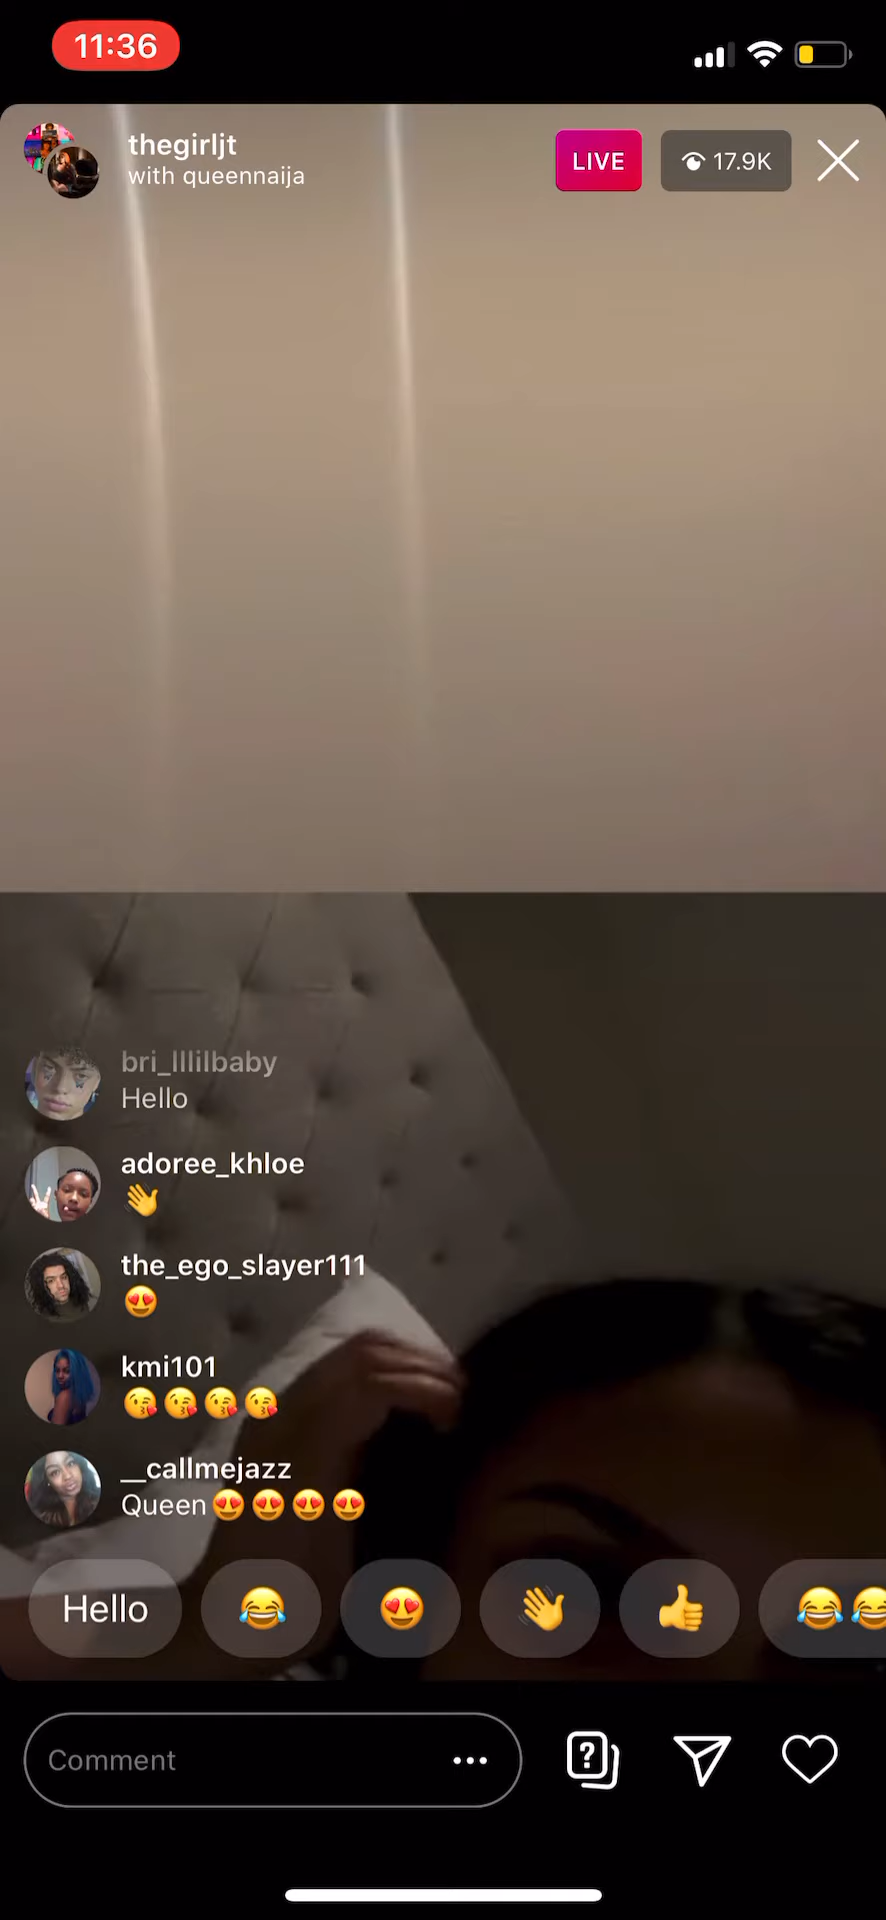 11:36
thegirljt
with queennaija
LIVE
17.9K
bri_lllilbaby
Hello
adoree_khloe
👋
the_ego_slayer111
😍
kmi101
😘😘😘😘
__callmejazz
Queen😍😍😍😍
Hello 😂 😍 👋 👍 😂😂
Comment